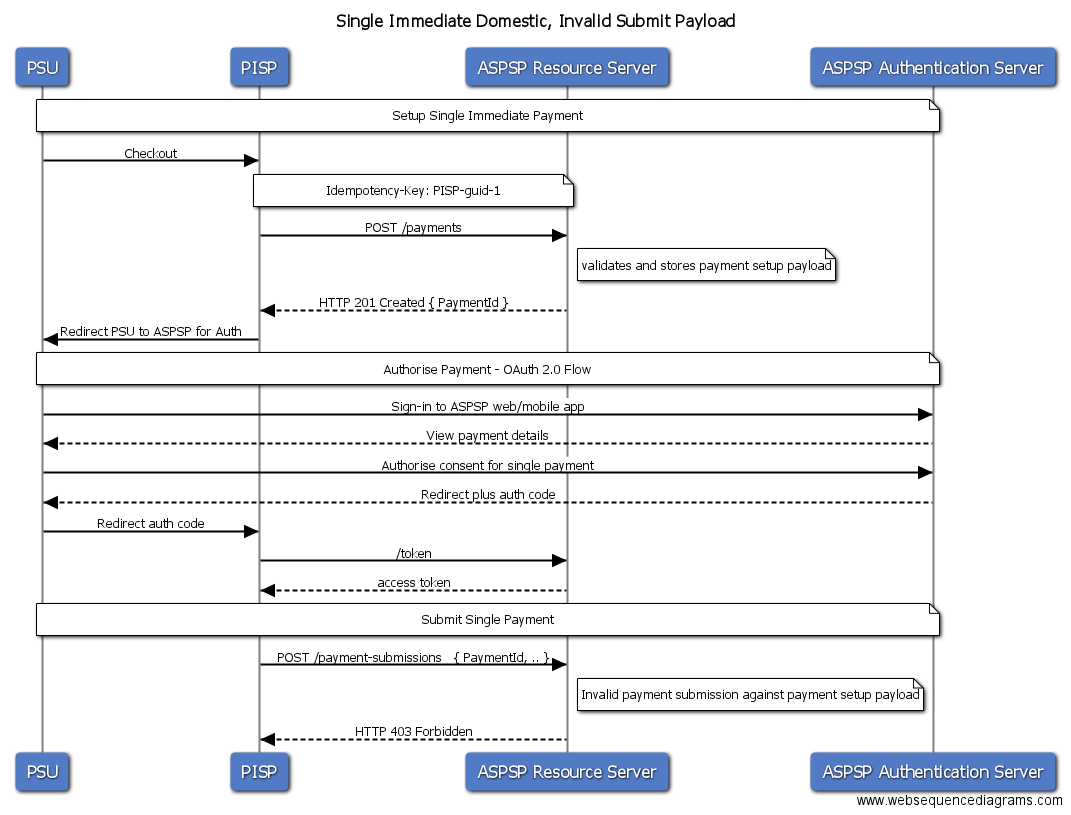 Single Immediate Domestic, Invalid Submit Payload
PSU
PISP
ASPSP Resource Server
ASPSP Authentication Server
Setup Single Immediate Payment
Checkout
Idempotency-Key: PISP-guid-1
POST /payments
validates and stores payment setup payload
HTTP 201 Created { PaymentId }
Redirect PSU to ASPSP for Auth
Authorise Payment - OAuth 2.0 Flow
Sign-in to ASPSP web/mobile app
View payment details
Authorise consent for single payment
Redirect plus auth code
Redirect auth code
/token
access token
Submit Single Payment
POST /payment-submissions { PaymentId, .. }
Invalid payment submission against payment setup payload
HTTP 403 Forbidden
PSU
PISP
ASPSP Resource Server
ASPSP Authentication Server
www.websequencediagrams.com